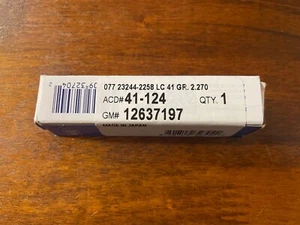 077 23244-2258 LC 41 GR. 2.270
ACD# 41-124 QTY. 1
GM# 12637197
MADE IN JAPAN